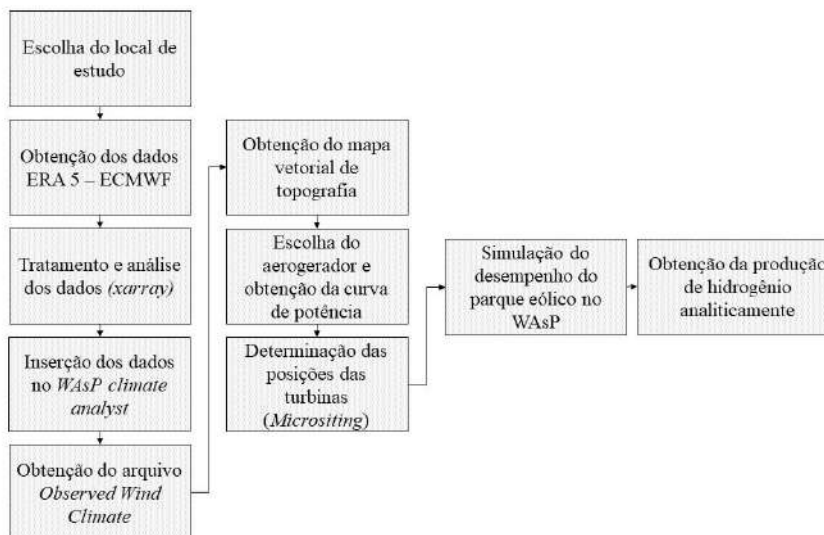 Escolha do local de
estudo
Obtenção dos dados
ERA 5 – ECMWF
Tratamento e análise
dos dados (xarray)
Inserção dos dados
no WAsP climate
analyst
Obtenção do arquivo
Observed Wind
Climate
Obtenção do mapa
vetorial de
topografia
Escolha do
aerogerador e
obtenção da curva
de potência
Determinação das
posições das
turbinas
(Micrositing)
Simulação do
desempenho do
parque eólico no
WAsP
Obtenção da produção
de hidrogênio
analiticamente